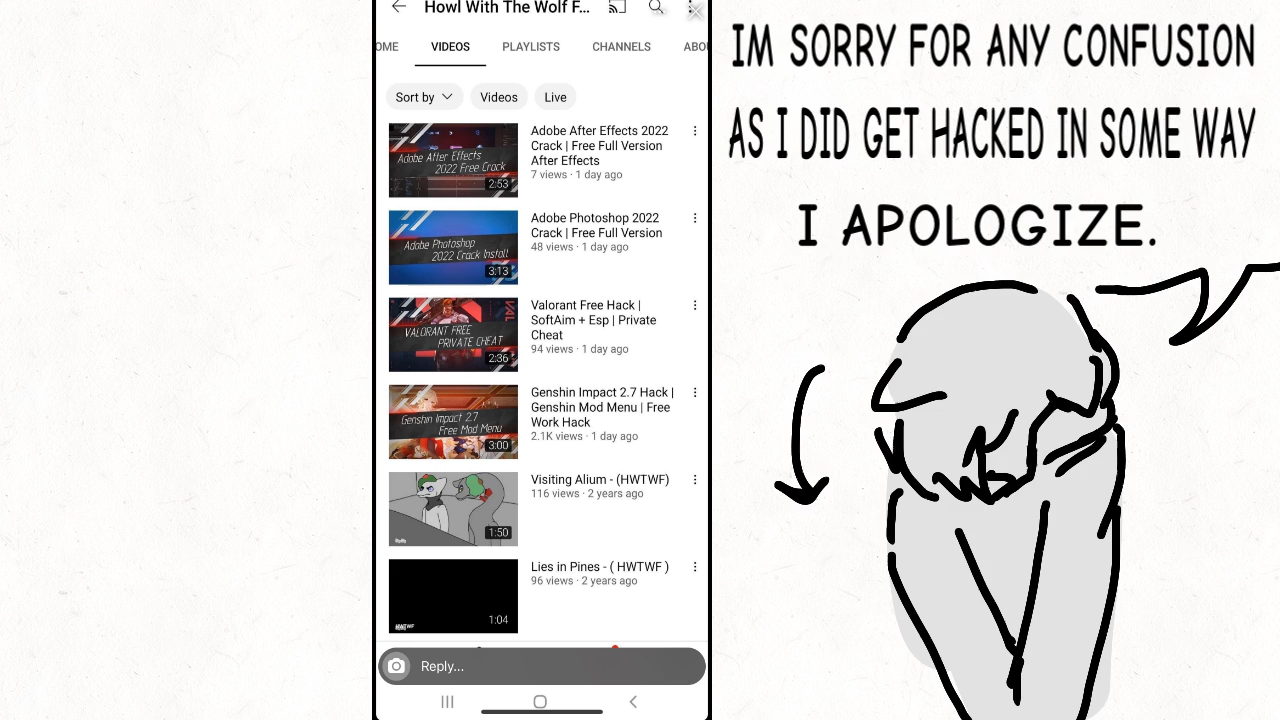 Howl With The Wolf F...
OME VIDEOS PLAYLISTS CHANNELS ABOU
Sort by Videos Live
Adobe After Effects
2022 Free Crack
2:53
Adobe After Effects 2022
Crack | Free Full Version
After Effects
7 views · 1 day ago
Adobe Photoshop
2022 Crack Install
3:13
Adobe Photoshop 2022
Crack | Free Full Version
48 views · 1 day ago
VALORANT FREE
PRIVATE CHEAT
2:36
Valorant Free Hack |
SoftAim + Esp | Private
Cheat
94 views · 1 day ago
Genshin Impact 2.7
Free Mod Menu
3:00
Genshin Impact 2.7 Hack |
Genshin Mod Menu | Free
Work Hack
2.1K views · 1 day ago
1:50
Visiting Alium - (HWTWF)
116 views · 2 years ago
1:04
Lies in Pines - ( HWTWF )
96 views · 2 years ago
Reply...
IM SORRY FOR ANY CONFUSION
AS I DID GET HACKED IN SOME WAY
I APOLOGIZE.